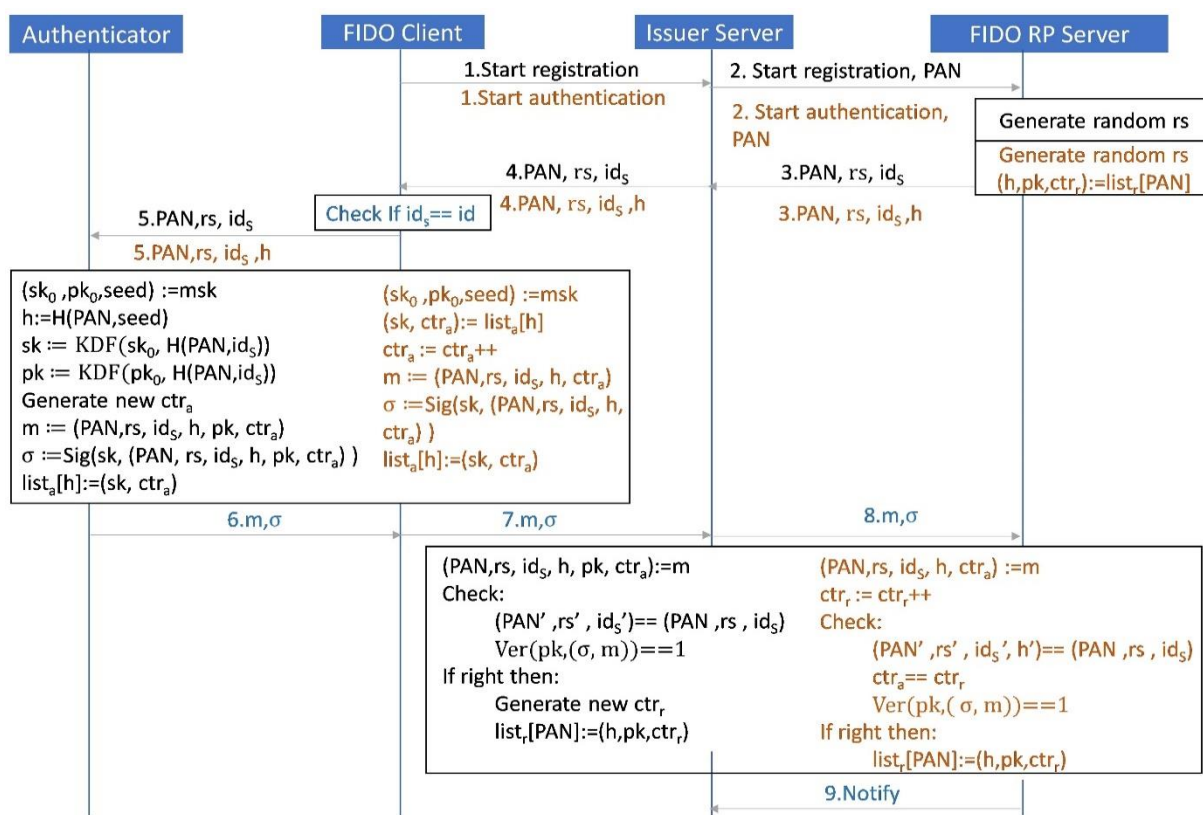 Authenticator
FIDO Client
Issuer Server
FIDO RP Server
1.Start registration
1.Start authentication
2. Start registration, PAN
2. Start authentication,
PAN
Generate random rs
Generate random rs
(h,pk,ctrᵣ):=listᵣ[PAN]
4.PAN, rs, idₛ
4.PAN, rs, idₛ,h
3.PAN, rs, idₛ
3.PAN, rs, idₛ,h
Check If idₛ== id
5.PAN,rs, idₛ
5.PAN,rs, idₛ ,h
(sk₀ ,pk₀,seed) :=msk
h:=H(PAN,seed)
sk := KDF(sk₀, H(PAN,idₛ))
pk := KDF(pk₀, H(PAN,idₛ))
Generate new ctrₐ
m := (PAN,rs, idₛ, h, pk, ctrₐ)
σ :=Sig(sk, (PAN, rs, idₛ, h, pk, ctrₐ) )
listₐ[h]:=(sk, ctrₐ)
(sk₀ ,pk₀,seed) :=msk
(sk, ctrₐ):= listₐ[h]
ctrₐ := ctrₐ++
m := (PAN,rs, idₛ, h, ctrₐ)
σ :=Sig(sk, (PAN,rs, idₛ, h,
ctrₐ) )
listₐ[h]:=(sk, ctrₐ)
6.m,σ
7.m,σ
8.m,σ
(PAN,rs, idₛ, h, pk, ctrₐ):=m
Check:
(PAN' ,rs' , idₛ')== (PAN ,rs , idₛ)
Ver(pk,(σ, m))==1
If right then:
Generate new ctrᵣ
listᵣ[PAN]:=(h,pk,ctrᵣ)
(PAN,rs, idₛ, h, ctrₐ) :=m
ctrᵣ := ctrᵣ++
Check:
(PAN' ,rs' , idₛ', h')== (PAN ,rs , idₛ)
ctrₐ== ctrᵣ
Ver(pk,( σ, m))==1
If right then:
listᵣ[PAN]:=(h,pk,ctrᵣ)
9.Notify